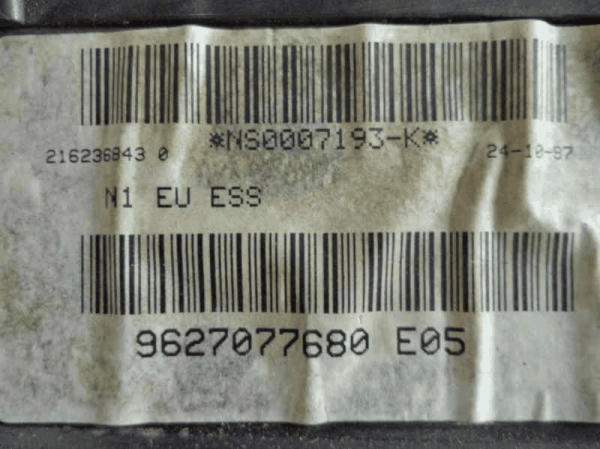 *NS0007193-K*
216236843 0 24-10-97
N1 EU ESS
9627077680 E05